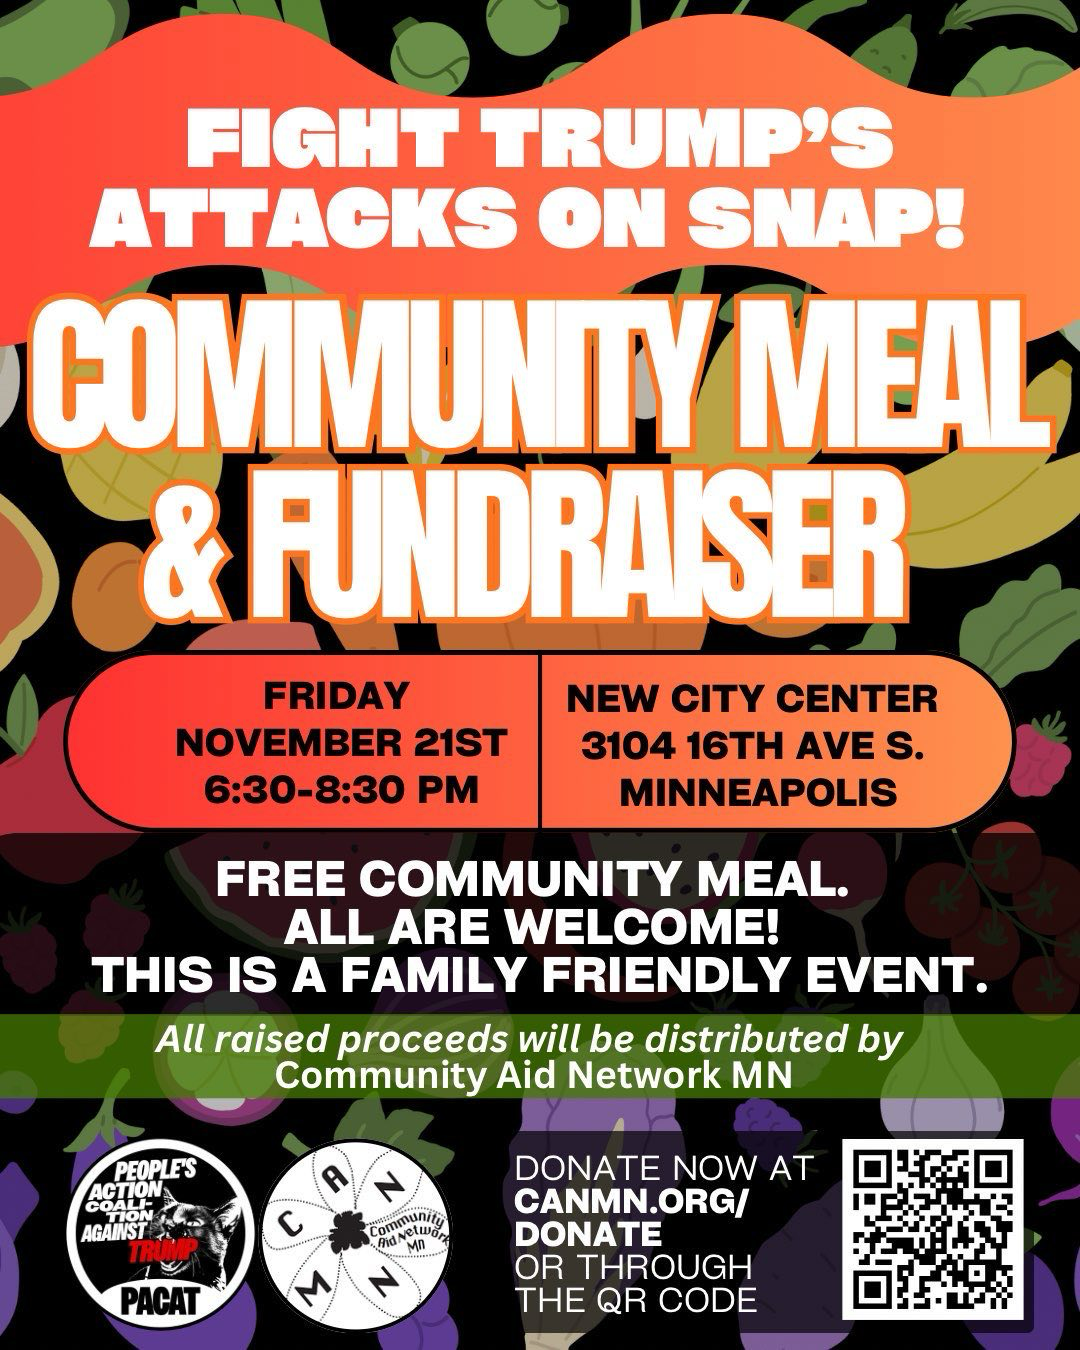 FIGHT TRUMP'S
ATTACKS ON SNAP!
COMMUNITY MEAL
& FUNDRAISER
FRIDAY
NOVEMBER 21ST
6:30-8:30 PM
NEW CITY CENTER
3104 16TH AVE S.
MINNEAPOLIS
FREE COMMUNITY MEAL.
ALL ARE WELCOME!
THIS IS A FAMILY FRIENDLY EVENT.
All raised proceeds will be distributed by
Community Aid Network MN
PEOPLE'S
ACTION
COALI-
TION
AGAINST
TRUMP
PACAT
CANMN
Community
Aid Network
MN
DONATE NOW AT
CANMN.ORG/
DONATE
OR THROUGH
THE QR CODE